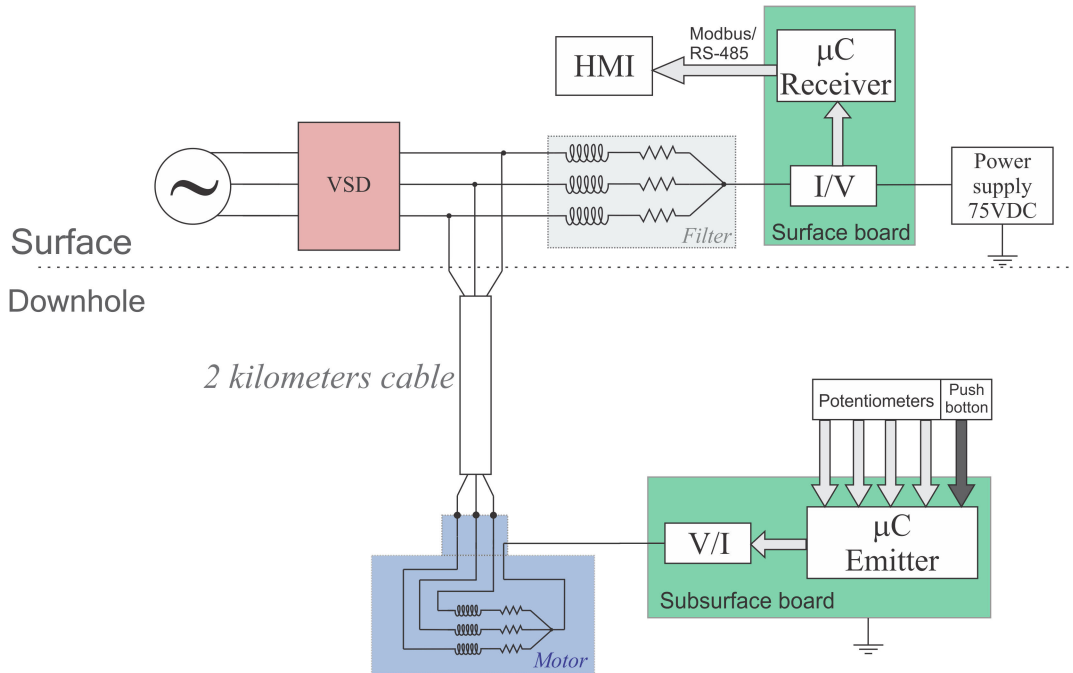 Modbus/
RS-485
HMI
μC
Receiver
VSD
I/V
Power
supply
75VDC
Filter
Surface board
Surface
Downhole
2 kilometers cable
Potentiometers
Push
botton
V/I
μC
Emitter
Subsurface board
Motor